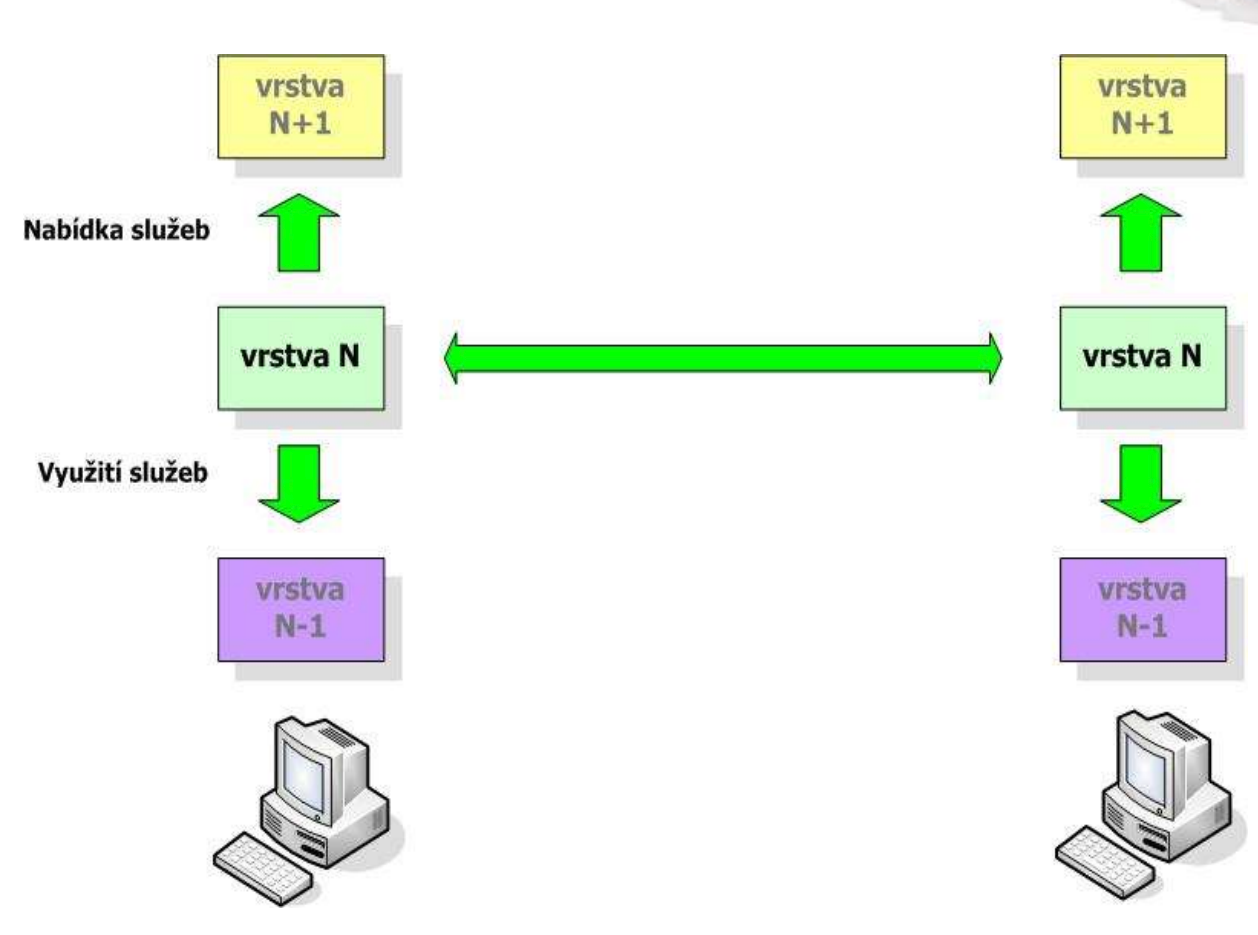 vrstva
N+1
vrstva
N+1
Nabídka služeb
vrstva N
vrstva N
Využití služeb
vrstva
N-1
vrstva
N-1